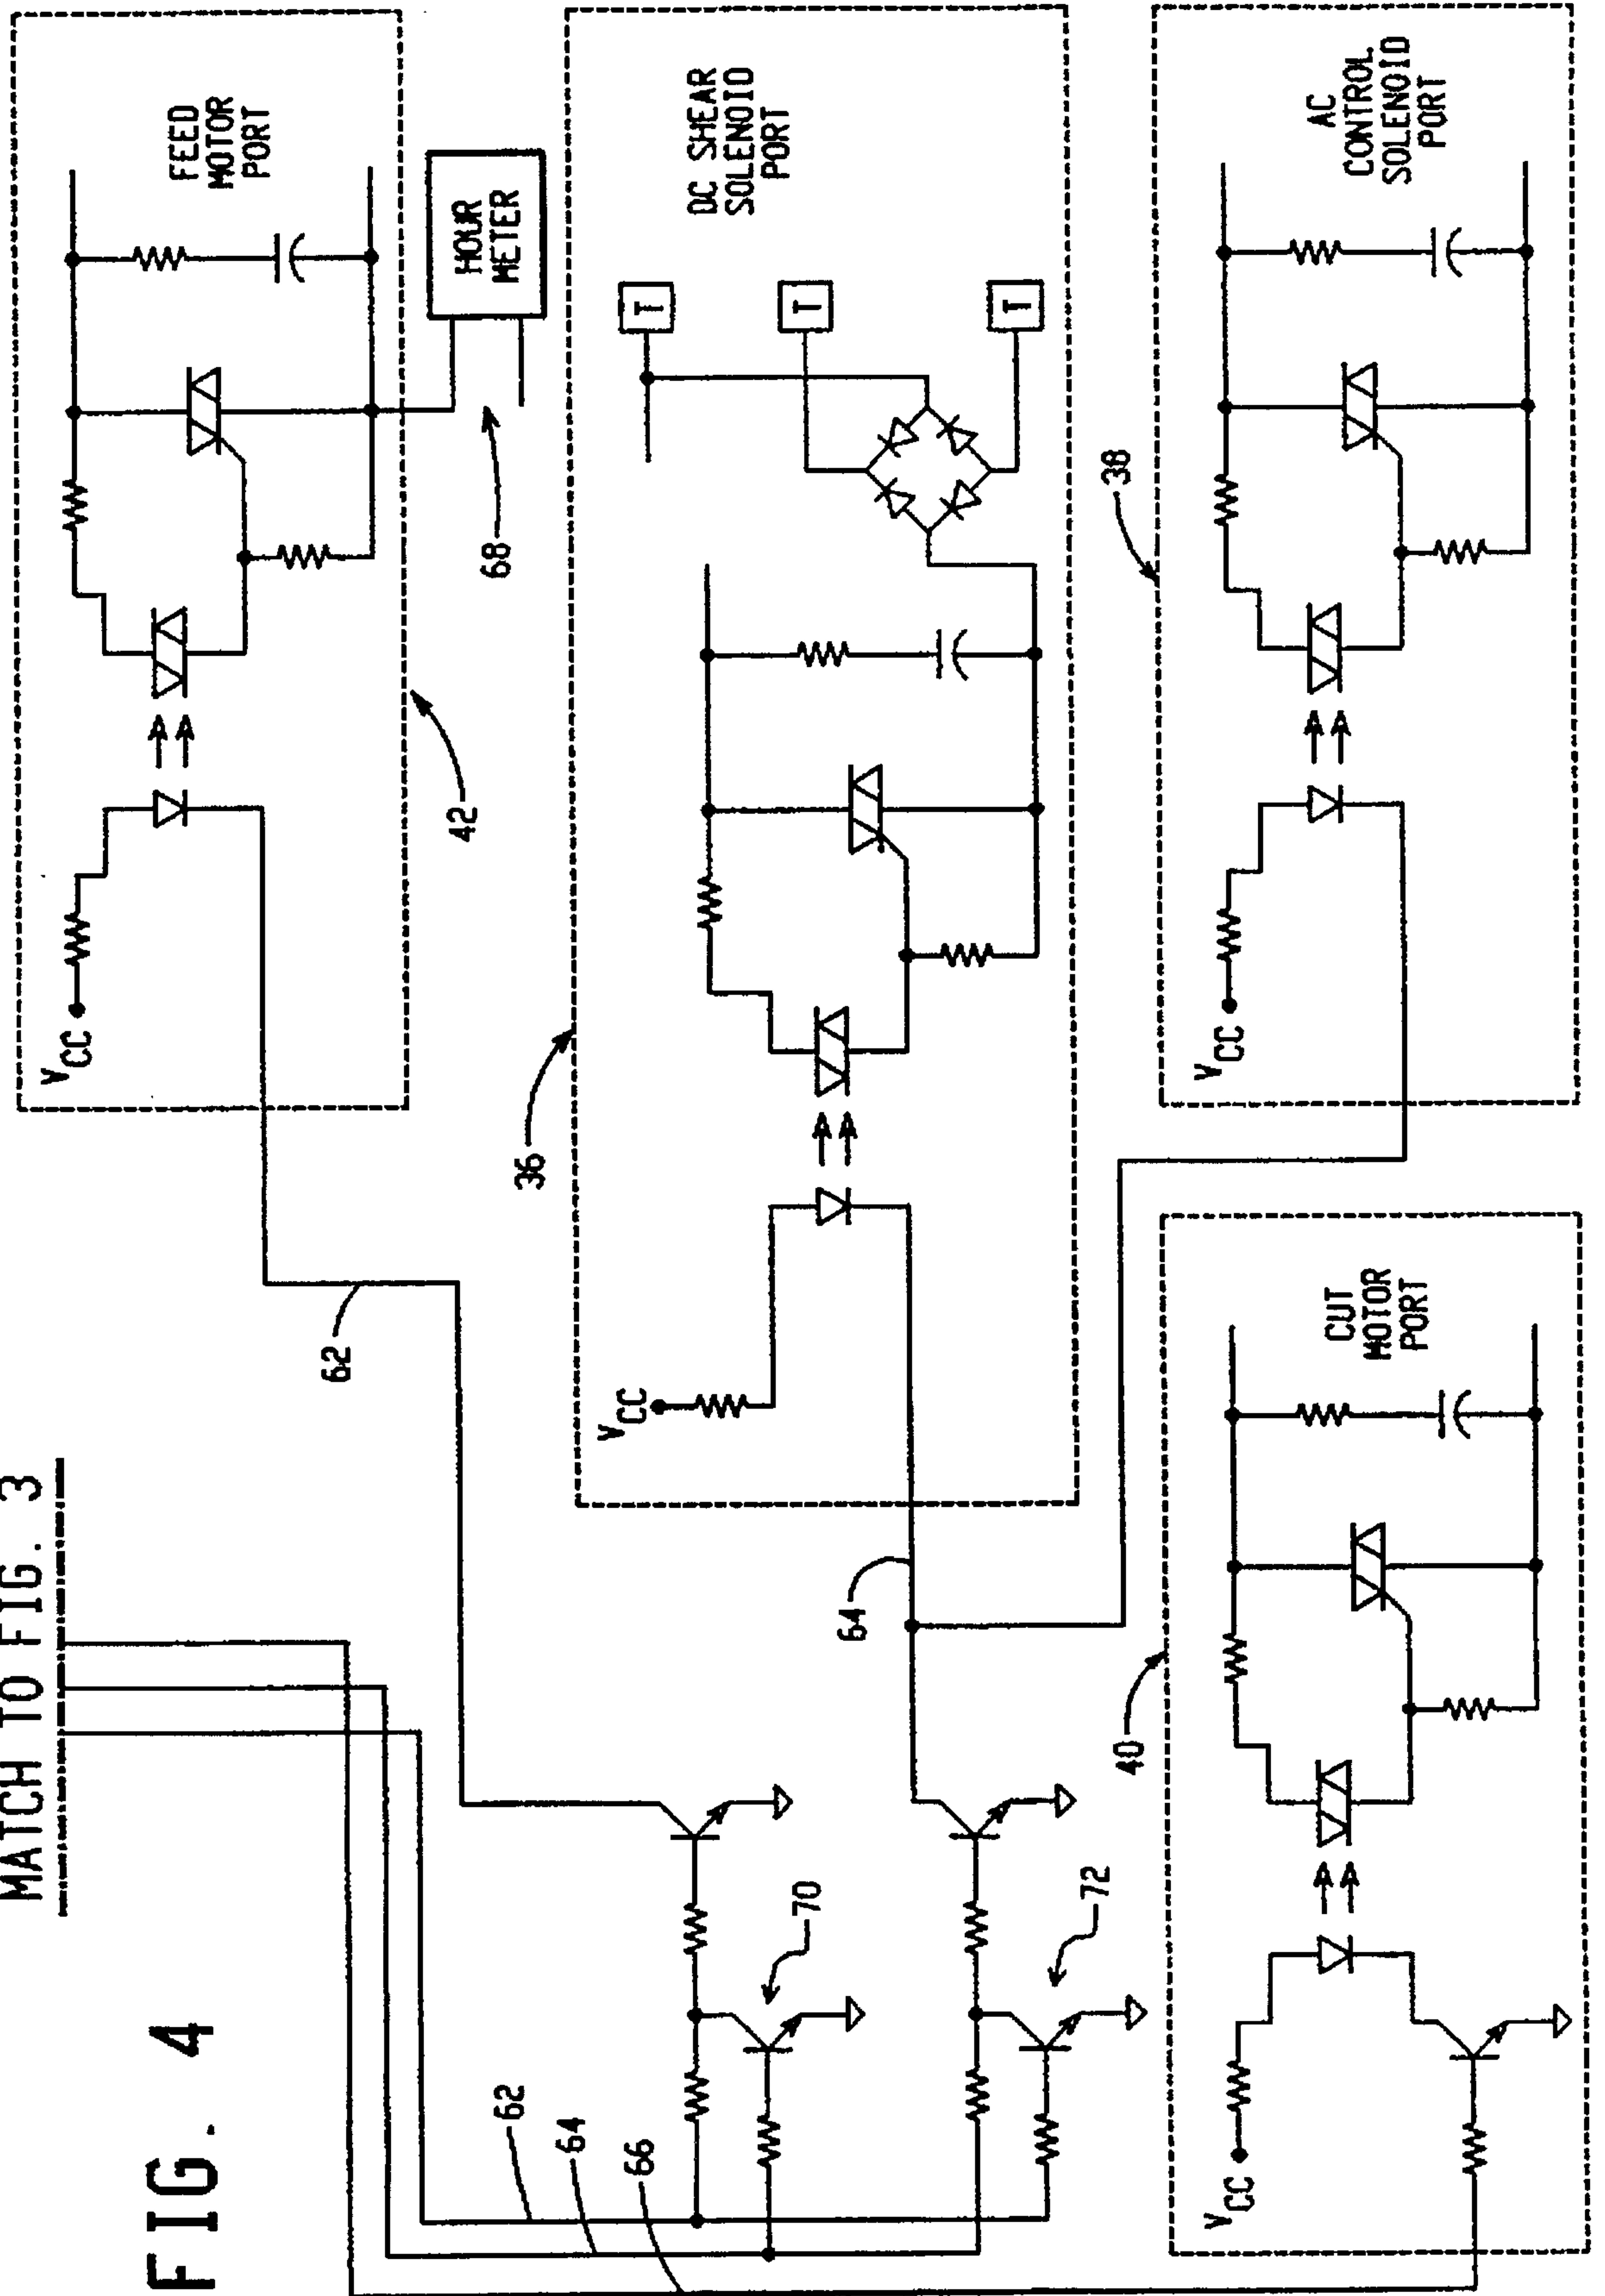 FIG. 4
MATCH TO FIG. 3
62
64
66
70
72
62
64
VCC
42
FEED
MOTOR
PORT
68
HOUR
METER
36
VCC
DC SHEAR
SOLENOID
PORT
T
T
T
38
VCC
AC
CONTROL
SOLENOID
PORT
40
VCC
CUT
MOTOR
PORT